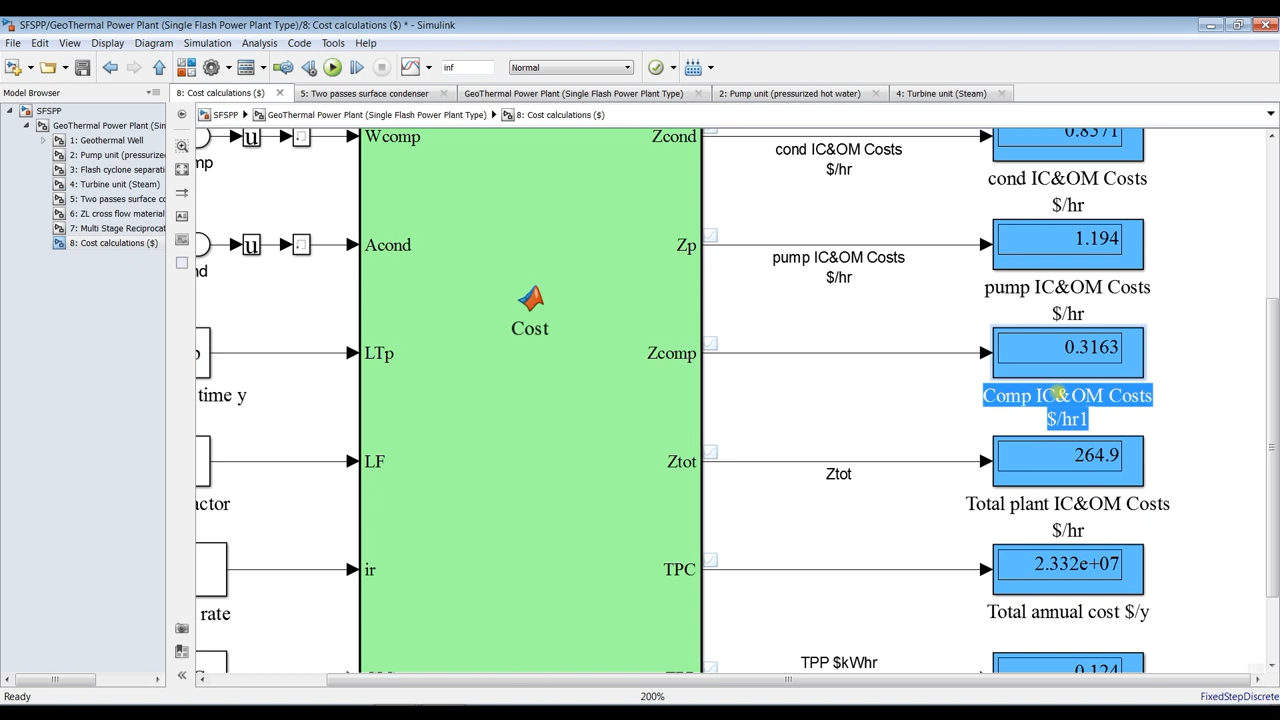 SFSPP/GeoThermal Power Plant (Single Flash Power Plant Type)/8: Cost calculations ($) * - Simulink
File Edit View Display Diagram Simulation Analysis Code Tools Help
inf Normal
Model Browser
8: Cost calculations ($) 5: Two passes surface condenser GeoThermal Power Plant (Single Flash Power Plant Type) 2: Pump unit (pressurized hot water) 4: Turbine unit (Steam)
SFSPP GeoThermal Power Plant (Single Flash Power Plant Type) 8: Cost calculations ($)
SFSPP
GeoThermal Power Plant (Sin
1: Geothermal Well
2: Pump unit (pressurize
3: Flash cyclone separati
4: Turbine unit (Steam)
5: Two passes surface co
6: ZL cross flow material
7: Multi Stage Reciproca
8: Cost calculations ($)
u Wcomp Zcond
mp
cond IC&OM Costs
$/hr
0.8571
cond IC&OM Costs
$/hr
u Acond Zp
nd
pump IC&OM Costs
$/hr
1.194
pump IC&OM Costs
$/hr
Cost
LTp Zcomp
time y
0.3163
Comp IC&OM Costs
$/hr1
LF Ztot
actor
Ztot
264.9
Total plant IC&OM Costs
$/hr
ir TPC
rate
2.332e+07
Total annual cost $/y
TPP $kWhr
0.124
Ready 200% FixedStepDiscrete